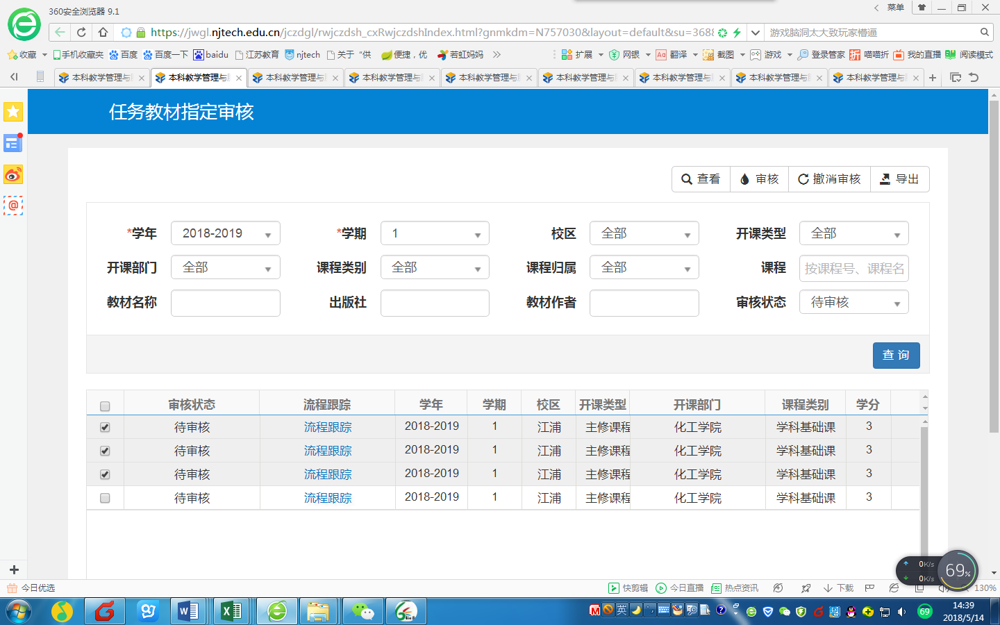 360安全浏览器 9.1
菜单
https://jwgl.njtech.edu.cn/jczdgl/rwjczdsh_cxRwjczdshIndex.html?gnmkdm=N757030&layout=default&su=3688
游戏脑洞太大致玩家懵逼
收藏 手机收藏夹 百度 百度一下 baidu 江苏教育 njtech 关于“供 便捷，优 若虹妈妈 扩展 网银 翻译 截图 游戏 登录管家 喵喵折 我的直播 阅读模式
本科教学管理与 本科教学管理与 本科教学管理与 本科教学管理与 本科教学管理与 本科教学管理与 本科教学管理与 本科教学管理与 本科教学管理与
任务教材指定审核
查看 审核 撤消审核 导出
*学年 2018-2019 *学期 1 校区 全部 开课类型 全部
开课部门 全部 课程类别 全部 课程归属 全部 课程 按课程号、课程名
教材名称 出版社 教材作者 审核状态 待审核
查 询
审核状态 流程跟踪 学年 学期 校区 开课类型 开课部门 课程类别 学分
待审核 流程跟踪 2018-2019 1 江浦 主修课程 化工学院 学科基础课 3
待审核 流程跟踪 2018-2019 1 江浦 主修课程 化工学院 学科基础课 3
待审核 流程跟踪 2018-2019 1 江浦 主修课程 化工学院 学科基础课 3
待审核 流程跟踪 2018-2019 1 江浦 主修课程 化工学院 学科基础课 3
0K/s
69%
0K/s
今日优选 快剪辑 今日直播 热点资讯 下载 130%
英 69 14:39
2018/5/14